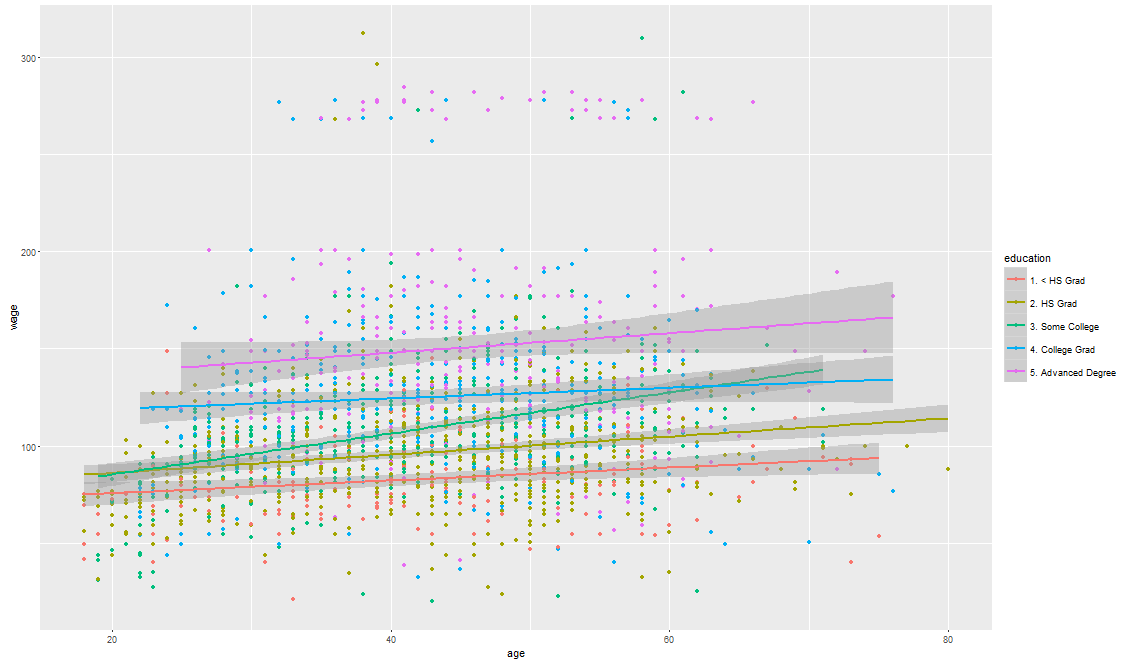 300
200
100
wage
20
40
60
80
age
education
1. < HS Grad
2. HS Grad
3. Some College
4. College Grad
5. Advanced Degree